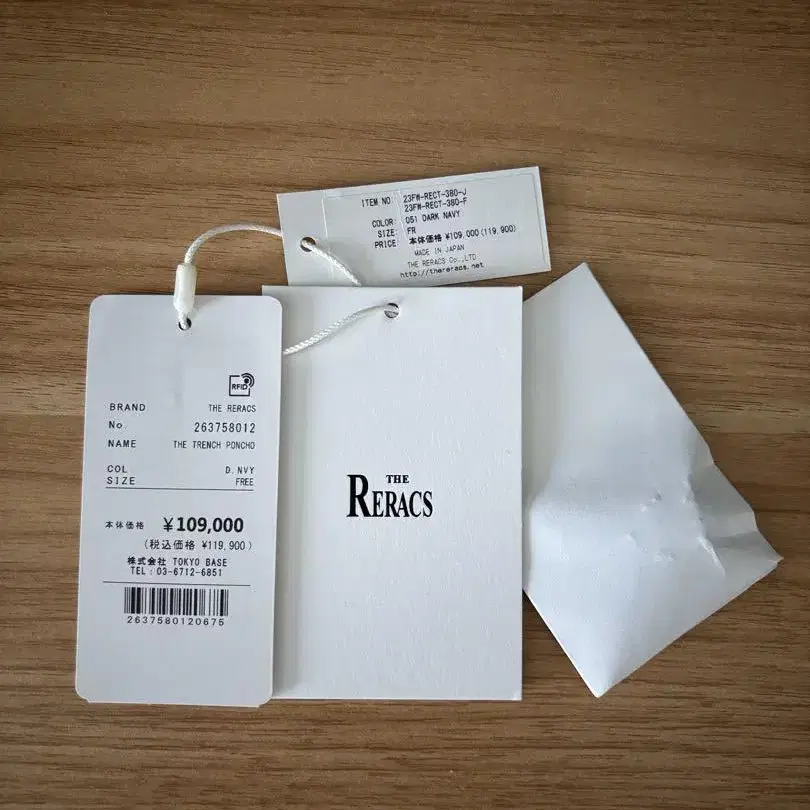 ITEM NO: 23FW-RECT-380-J
23FW-RECT-380-F
COLOR: 051 DARK NAVY
SIZE: FR
PRICE: 本体価格 ¥109,000(119,900)
MADE IN JAPAN
THE RERACS Co.,LTD
http://thereracs.net
RFID
BRAND THE RERACS
No 263758012
NAME THE TRENCH PONCHO
COL D.NVY
SIZE FREE
本体価格 ¥109,000
(税込価格 ¥119,900)
株式会社 TOKYO BASE
TEL:03-6712-6851
2637580120675
THE
RERACS